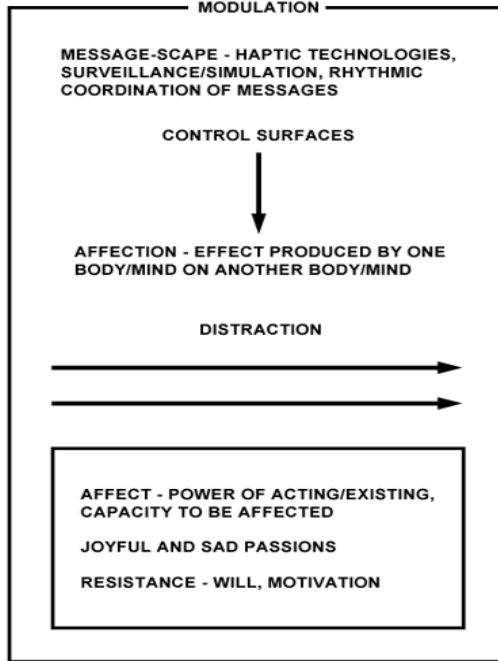 MODULATION
MESSAGE-SCAPE - HAPTIC TECHNOLOGIES,
SURVEILLANCE/SIMULATION, RHYTHMIC
COORDINATION OF MESSAGES
CONTROL SURFACES
AFFECTION - EFFECT PRODUCED BY ONE
BODY/MIND ON ANOTHER BODY/MIND
DISTRACTION
AFFECT - POWER OF ACTING/EXISTING,
CAPACITY TO BE AFFECTED
JOYFUL AND SAD PASSIONS
RESISTANCE - WILL, MOTIVATION